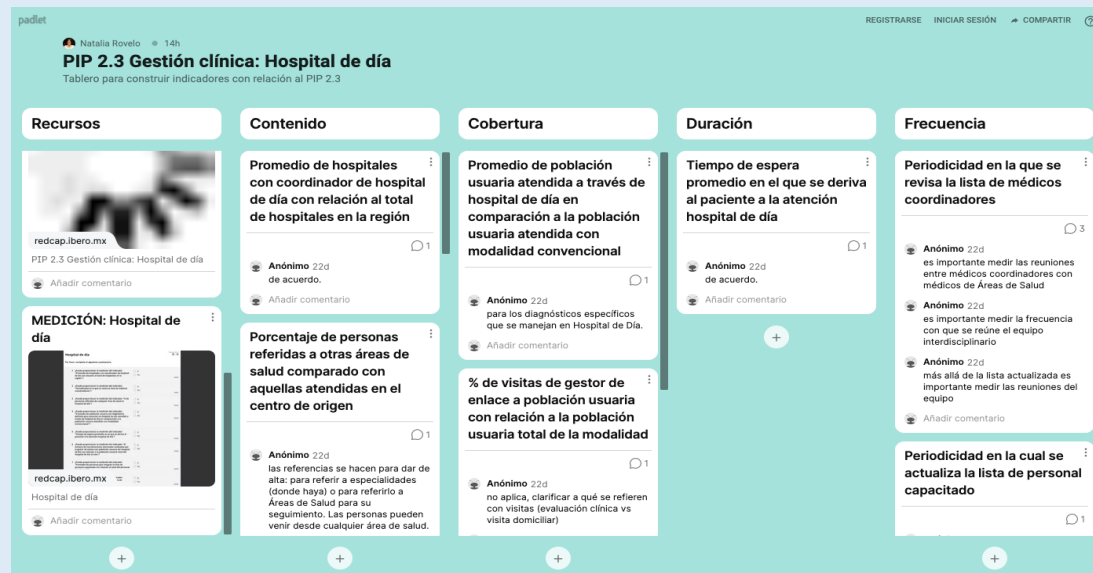 padlet
REGISTRARSE INICIAR SESIÓN COMPARTIR
Natalia Rovelo 14h
PIP 2.3 Gestión clínica: Hospital de día
Tablero para construir indicadores con relación al PIP 2.3
Recursos
redcap.ibero.mx
PIP 2.3 Gestión clínica: Hospital de día
Añadir comentario
MEDICIÓN: Hospital de
día
redcap.ibero.mx
Hospital de día
Añadir comentario
Contenido
Promedio de hospitales
con coordinador de hospital
de día con relación al total
de hospitales en la región
1
Anónimo 22d
de acuerdo.
Añadir comentario
Porcentaje de personas
referidas a otras áreas de
salud comparado con
aquellas atendidas en el
centro de origen
1
Anónimo 22d
las referencias se hacen para dar de
alta: para referir a especialidades
(donde haya) o para referirlo a
Áreas de Salud para su
seguimiento. Las personas pueden
venir desde cualquier área de salud.
Cobertura
Promedio de población
usuaria atendida a través de
hospital de día en
comparación a la población
usuaria atendida con
modalidad convencional
1
Anónimo 22d
para los diagnósticos específicos
que se manejan en Hospital de Día.
Añadir comentario
% de visitas de gestor de
enlace a población usuaria
con relación a la población
usuaria total de la modalidad
1
Anónimo 22d
no aplica, clarificar a qué se refieren
con visitas (evaluación clínica vs
visita domiciliar)
Duración
Tiempo de espera
promedio en el que se deriva
al paciente a la atención
hospital de día
1
Anónimo 22d
de acuerdo.
Añadir comentario
Frecuencia
Periodicidad en la que se
revisa la lista de médicos
coordinadores
3
Anónimo 22d
es importante medir las reuniones
entre médicos coordinadores con
médicos de Áreas de Salud
Anónimo 22d
es importante medir la frecuencia
con que se reúne el equipo
interdisciplinario
Anónimo 22d
más allá de la lista actualizada es
importante medir las reuniones del
equipo
Añadir comentario
Periodicidad en la cual se
actualiza la lista de personal
capacitado
1